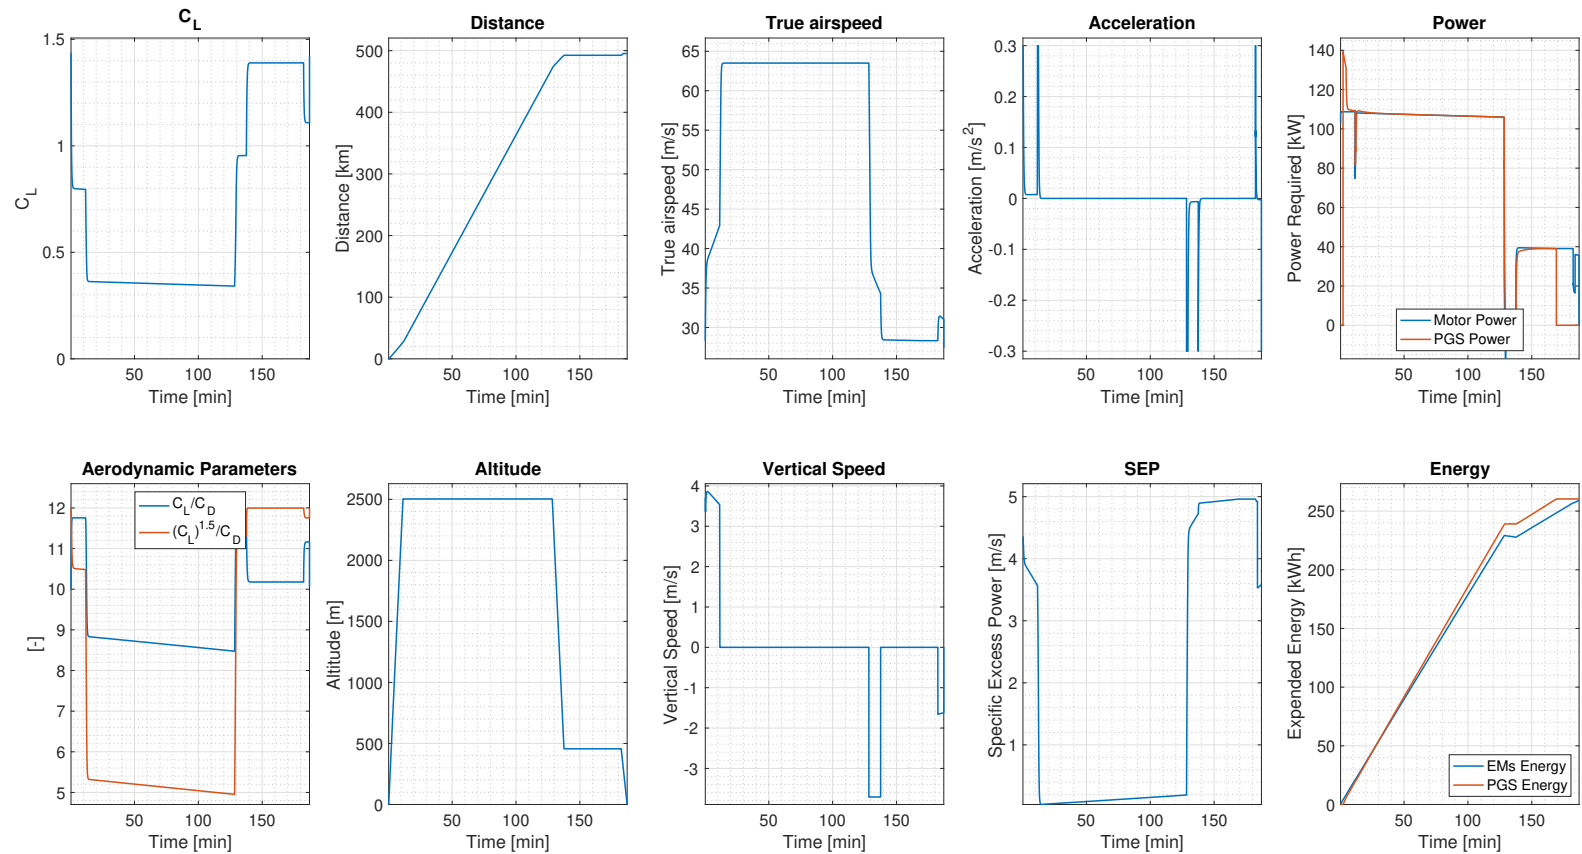 C_L
C_L
1.5
1
0.5
0
50 100 150
Time [min]
Distance
Distance [km]
500
400
300
200
100
0
50 100 150
Time [min]
True airspeed
True airspeed [m/s]
65
60
55
50
45
40
35
30
50 100 150
Time [min]
Acceleration
Acceleration [m/s^2]
0.3
0.2
0.1
0
-0.1
-0.2
-0.3
50 100 150
Time [min]
Power
Power Required [kW]
140
120
100
80
60
40
20
0
Motor Power
PGS Power
50 100 150
Time [min]
Aerodynamic Parameters
[-]
12
11
10
9
8
7
6
5
C_L/C_D
(C_L)^1.5/C_D
50 100 150
Time [min]
Altitude
Altitude [m]
2500
2000
1500
1000
500
0
50 100 150
Time [min]
Vertical Speed
Vertical Speed [m/s]
4
3
2
1
0
-1
-2
-3
50 100 150
Time [min]
SEP
Specific Excess Power [m/s]
5
4
3
2
1
50 100 150
Time [min]
Energy
Expended Energy [kWh]
250
200
150
100
50
0
EMs Energy
PGS Energy
50 100 150
Time [min]